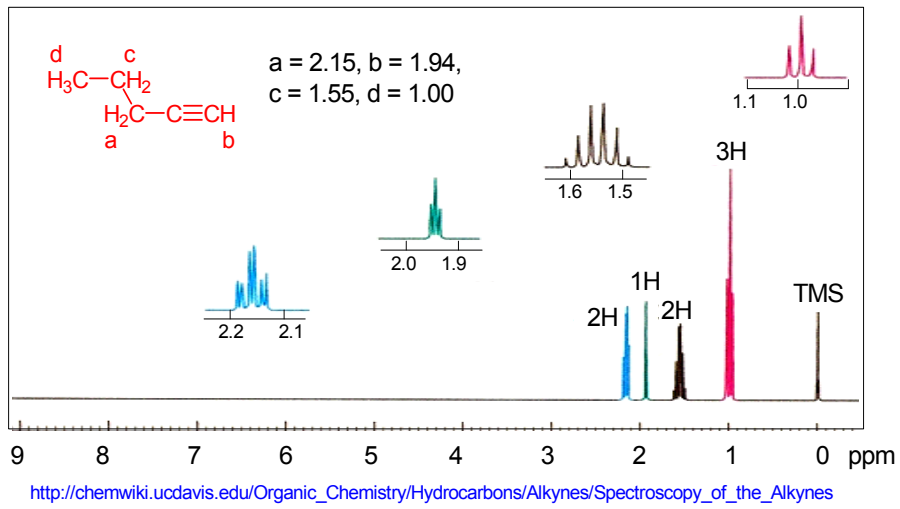 d
c
H₃C–CH₂
H₂C–C≡CH
a
b
a = 2.15, b = 1.94,
c = 1.55, d = 1.00
1.1 1.0
1.6 1.5
2.0 1.9
2.2 2.1
3H
1H
2H
2H
TMS
9 8 7 6 5 4 3 2 1 0 ppm
http://chemwiki.ucdavis.edu/Organic_Chemistry/Hydrocarbons/Alkynes/Spectroscopy_of_the_Alkynes